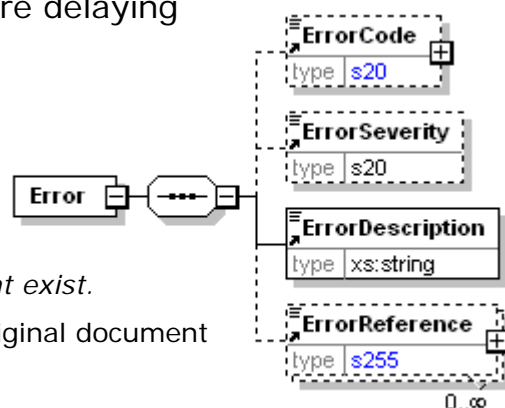 re delaying
ErrorCode
type s20
ErrorSeverity
type s20
Error
ErrorDescription
type xs:string
t exist.
iginal document
ErrorReference
type s255
0..∞